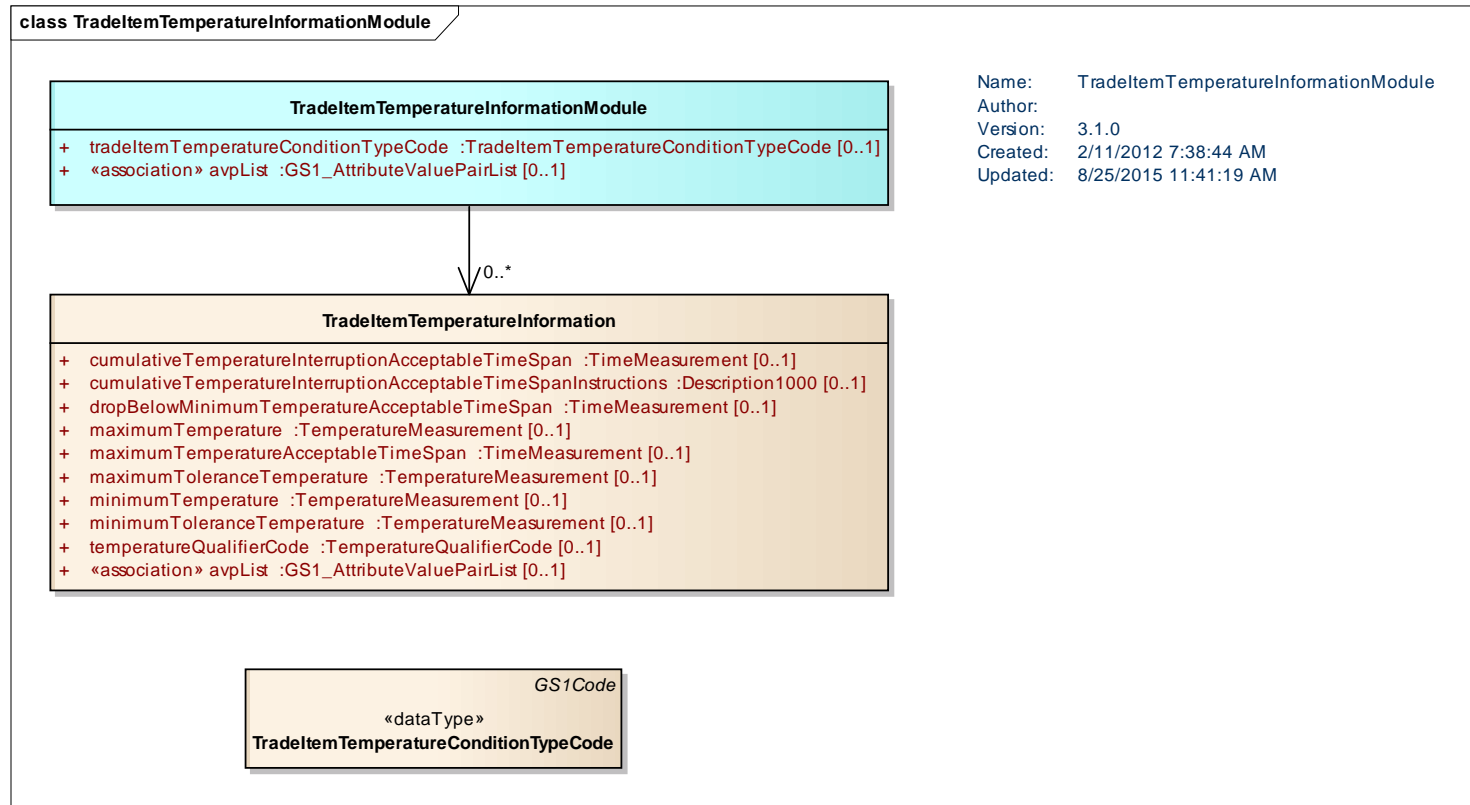 class TradeItemTemperatureInformationModule
Name: TradeItemTemperatureInformationModule
Author:
Version: 3.1.0
Created: 2/11/2012 7:38:44 AM
Updated: 8/25/2015 11:41:19 AM
TradeItemTemperatureInformationModule
+ tradeItemTemperatureConditionTypeCode :TradeItemTemperatureConditionTypeCode [0..1]
+ «association» avpList :GS1_AttributeValuePairList [0..1]
0..*
TradeItemTemperatureInformation
+ cumulativeTemperatureInterruptionAcceptableTimeSpan :TimeMeasurement [0..1]
+ cumulativeTemperatureInterruptionAcceptableTimeSpanInstructions :Description1000 [0..1]
+ dropBelowMinimumTemperatureAcceptableTimeSpan :TimeMeasurement [0..1]
+ maximumTemperature :TemperatureMeasurement [0..1]
+ maximumTemperatureAcceptableTimeSpan :TimeMeasurement [0..1]
+ maximumToleranceTemperature :TemperatureMeasurement [0..1]
+ minimumTemperature :TemperatureMeasurement [0..1]
+ minimumToleranceTemperature :TemperatureMeasurement [0..1]
+ temperatureQualifierCode :TemperatureQualifierCode [0..1]
+ «association» avpList :GS1_AttributeValuePairList [0..1]
GS1Code
«dataType»
TradeItemTemperatureConditionTypeCode